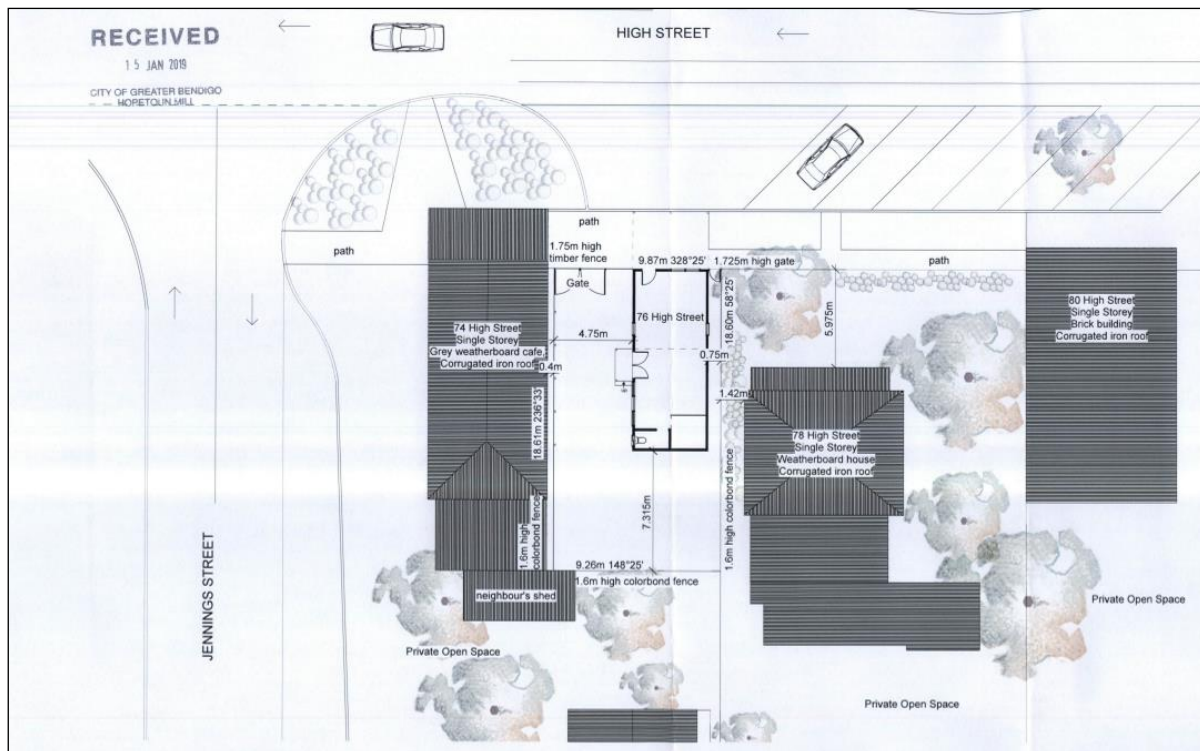 RECEIVED
15 JAN 2019
CITY OF GREATER BENDIGO
HOPETOUN MILL
HIGH STREET
path
path
1.75m high
timber fence
Gate
9.87m 328°25'
1.725m high gate
path
76 High Street
18.60m 58°25'
5.975m
80 High Street
Single Storey
Brick building
Corrugated iron roof
74 High Street
Single Storey
Grey weatherboard cafe,
Corrugated iron roof
4.75m
0.4m
0.75m
1.42m
18.61m 236°33'
78 High Street
Single Storey
Weatherboard house
Corrugated iron roof
7.315m
1.6m high colorbond fence
1.6m high
colorbond fence
9.26m 148°25'
1.6m high colorbond fence
neighbour's shed
JENNINGS STREET
Private Open Space
Private Open Space
Private Open Space